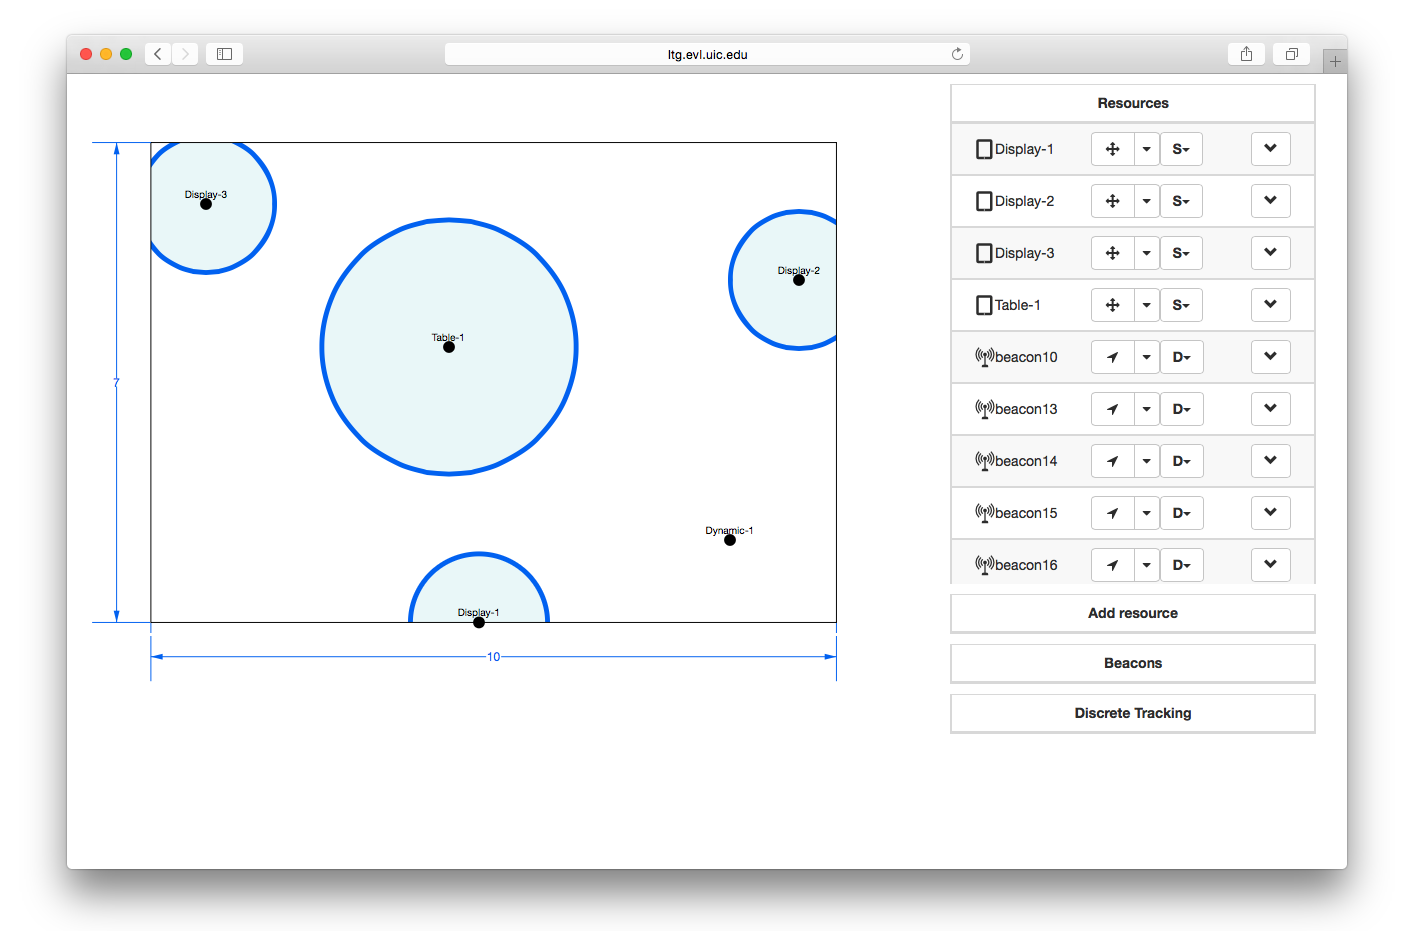 ltg.evl.uic.edu
Display-3
Display-2
Table-1
Dynamic-1
Display-1
7
10
Resources
Display-1 S
Display-2 S
Display-3 S
Table-1 S
beacon10 D
beacon13 D
beacon14 D
beacon15 D
beacon16 D
Add resource
Beacons
Discrete Tracking